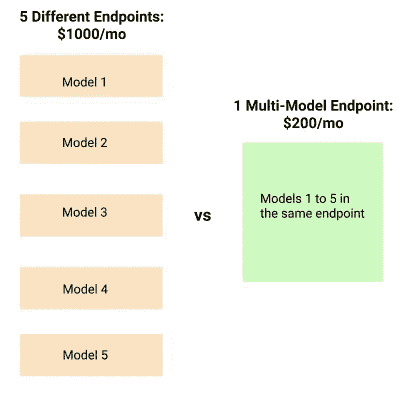 5 Different Endpoints:
$1000/mo
Model 1
Model 2
Model 3
Model 4
Model 5
vs
1 Multi-Model Endpoint:
$200/mo
Models 1 to 5 in
the same endpoint